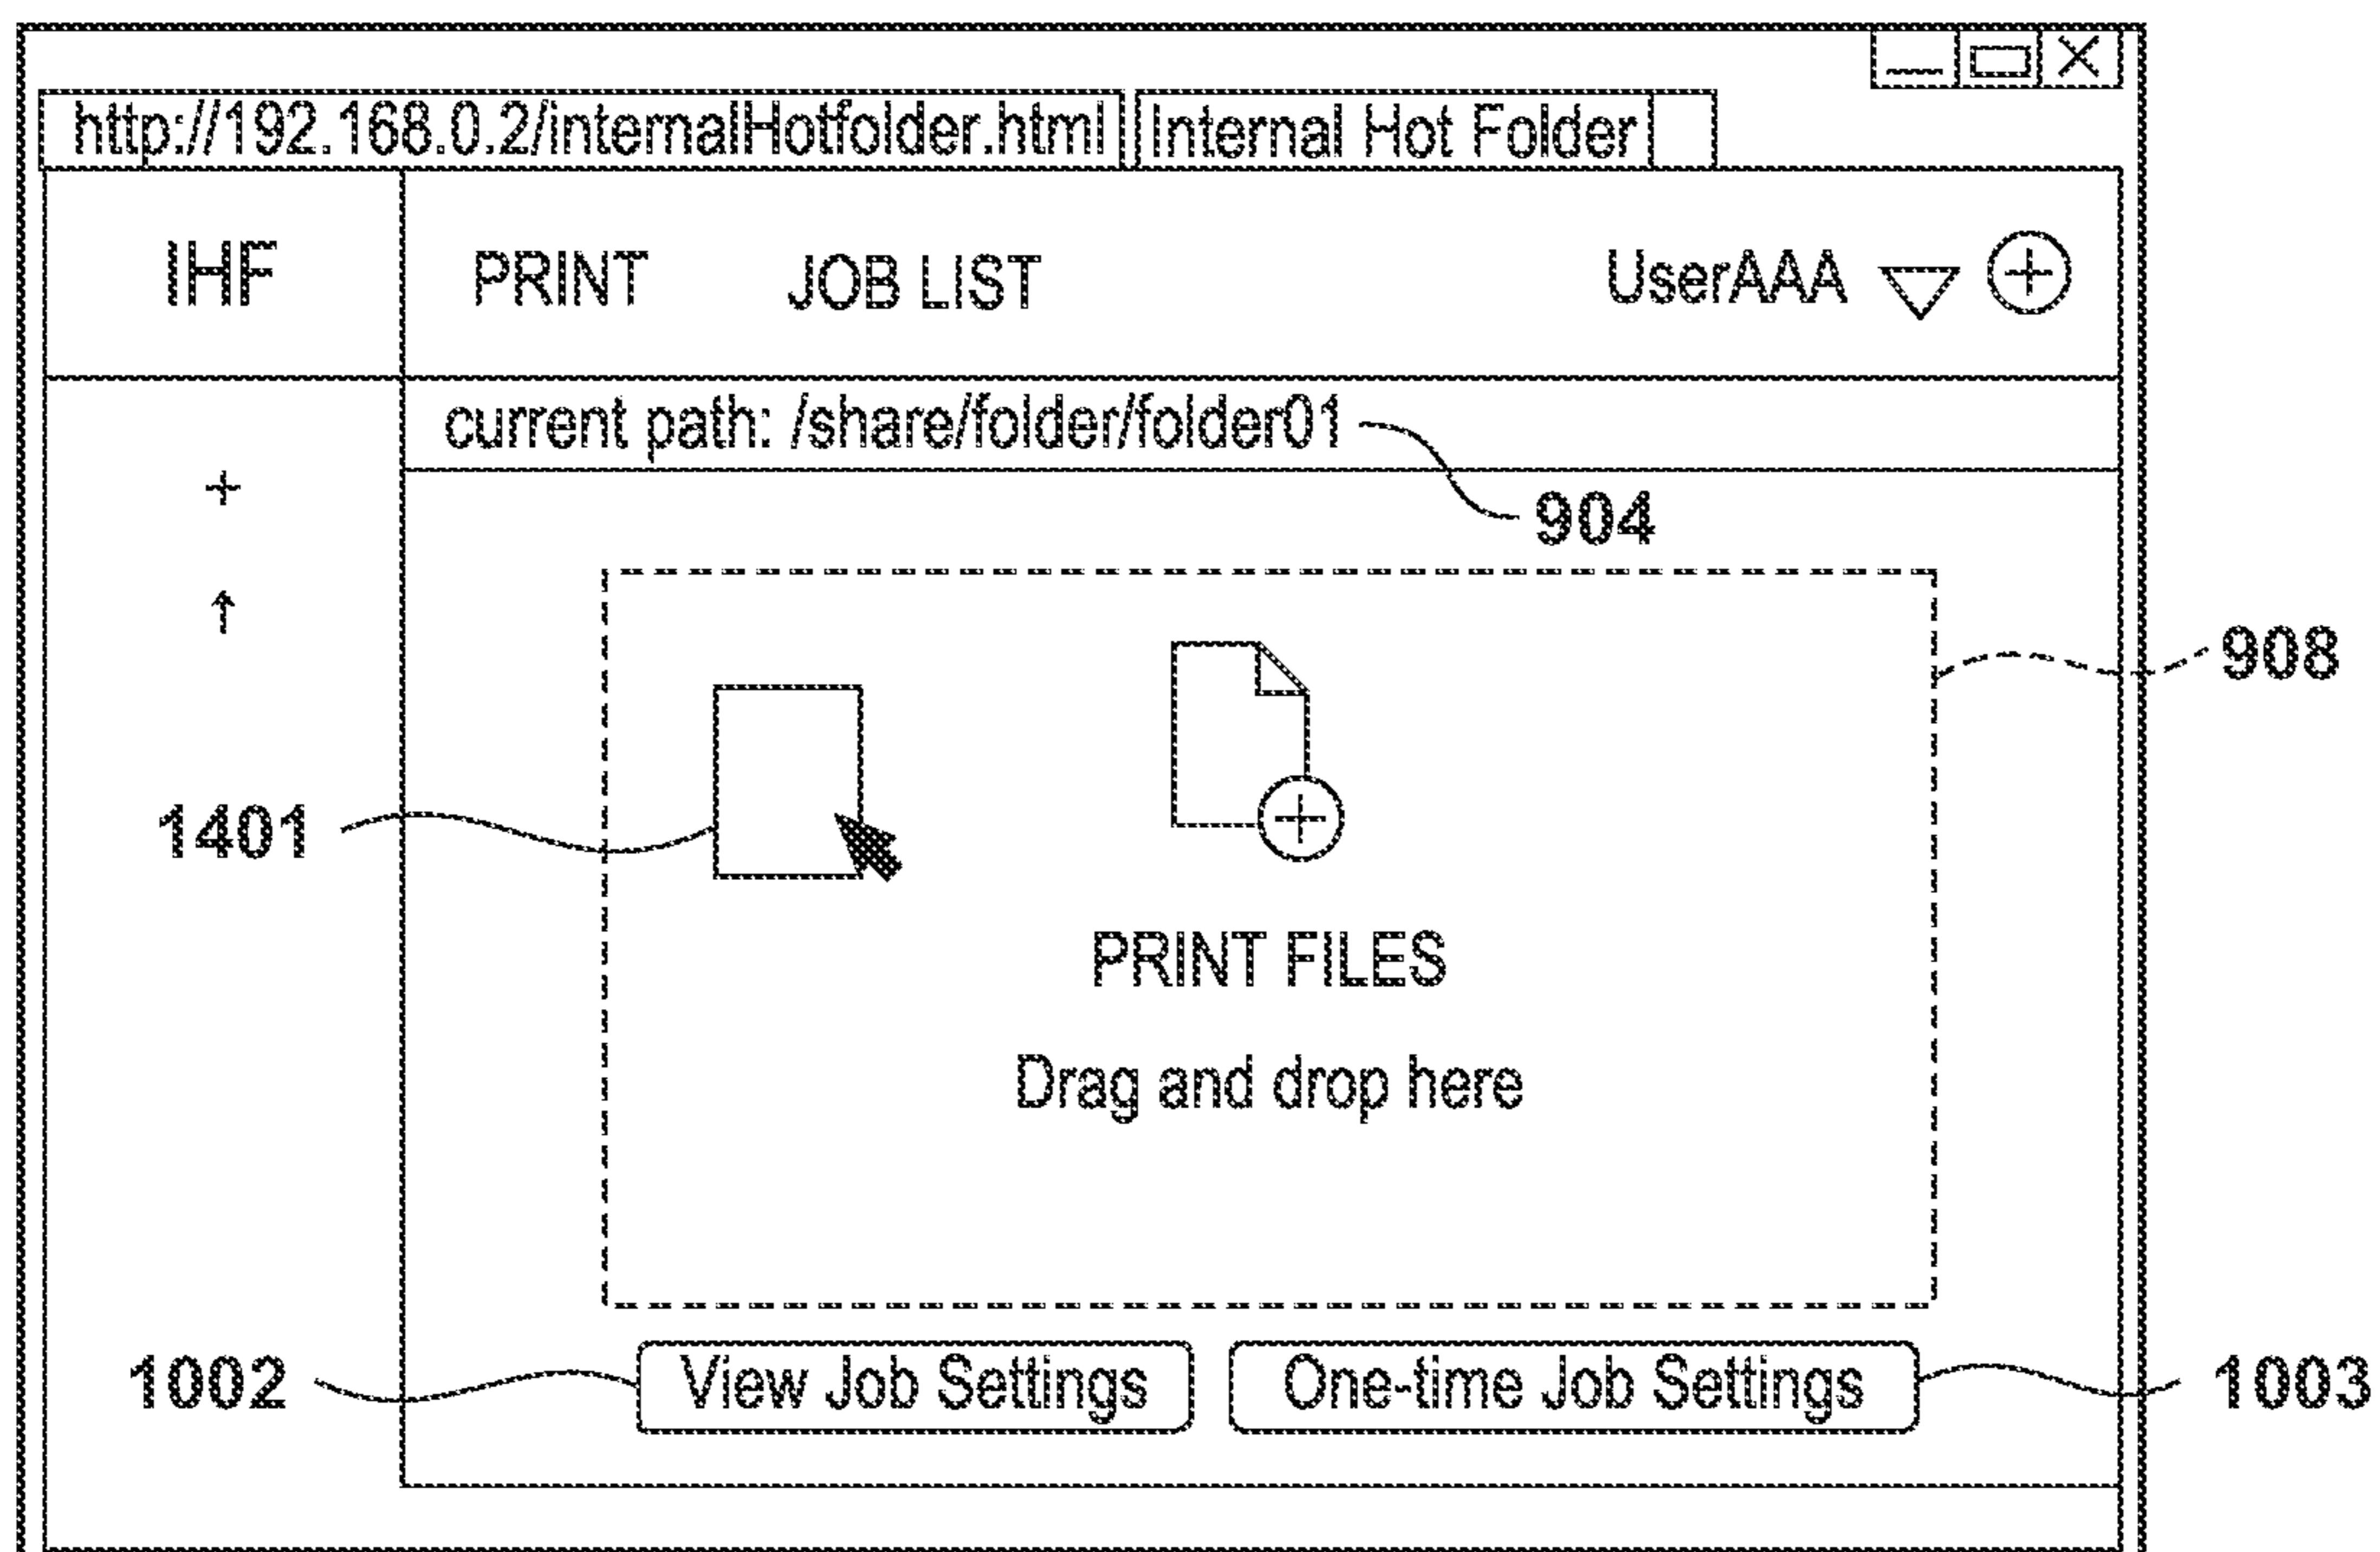 http://192.168.0.2/internalHotfolder.html Internal Hot Folder
IHF PRINT JOB LIST UserAAA
current path: /share/folder/folder01
+
904
↑
908
1401
PRINT FILES
Drag and drop here
1002 View Job Settings One-time Job Settings 1003